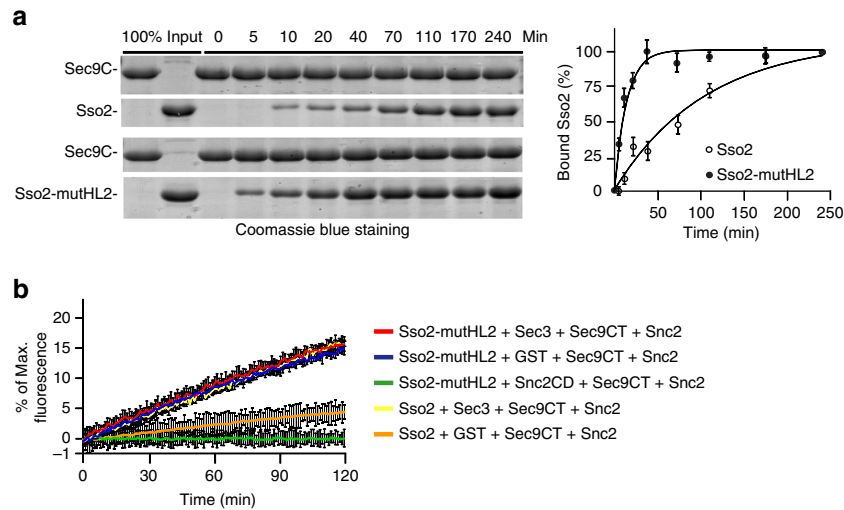 a
100% Input 0 5 10 20 40 70 110 170 240 Min
Sec9C-
Sso2-
Sec9C-
Sso2-mutHL2-
Coomassie blue staining
Bound Sso2 (%)
100
75
50
25
0
50 100 150 200 250
Time (min)
Sso2
Sso2-mutHL2
b
% of Max.
fluorescence
20
15
10
5
0
–1
0 30 60 90 120
Time (min)
Sso2-mutHL2 + Sec3 + Sec9CT + Snc2
Sso2-mutHL2 + GST + Sec9CT + Snc2
Sso2-mutHL2 + Snc2CD + Sec9CT + Snc2
Sso2 + Sec3 + Sec9CT + Snc2
Sso2 + GST + Sec9CT + Snc2